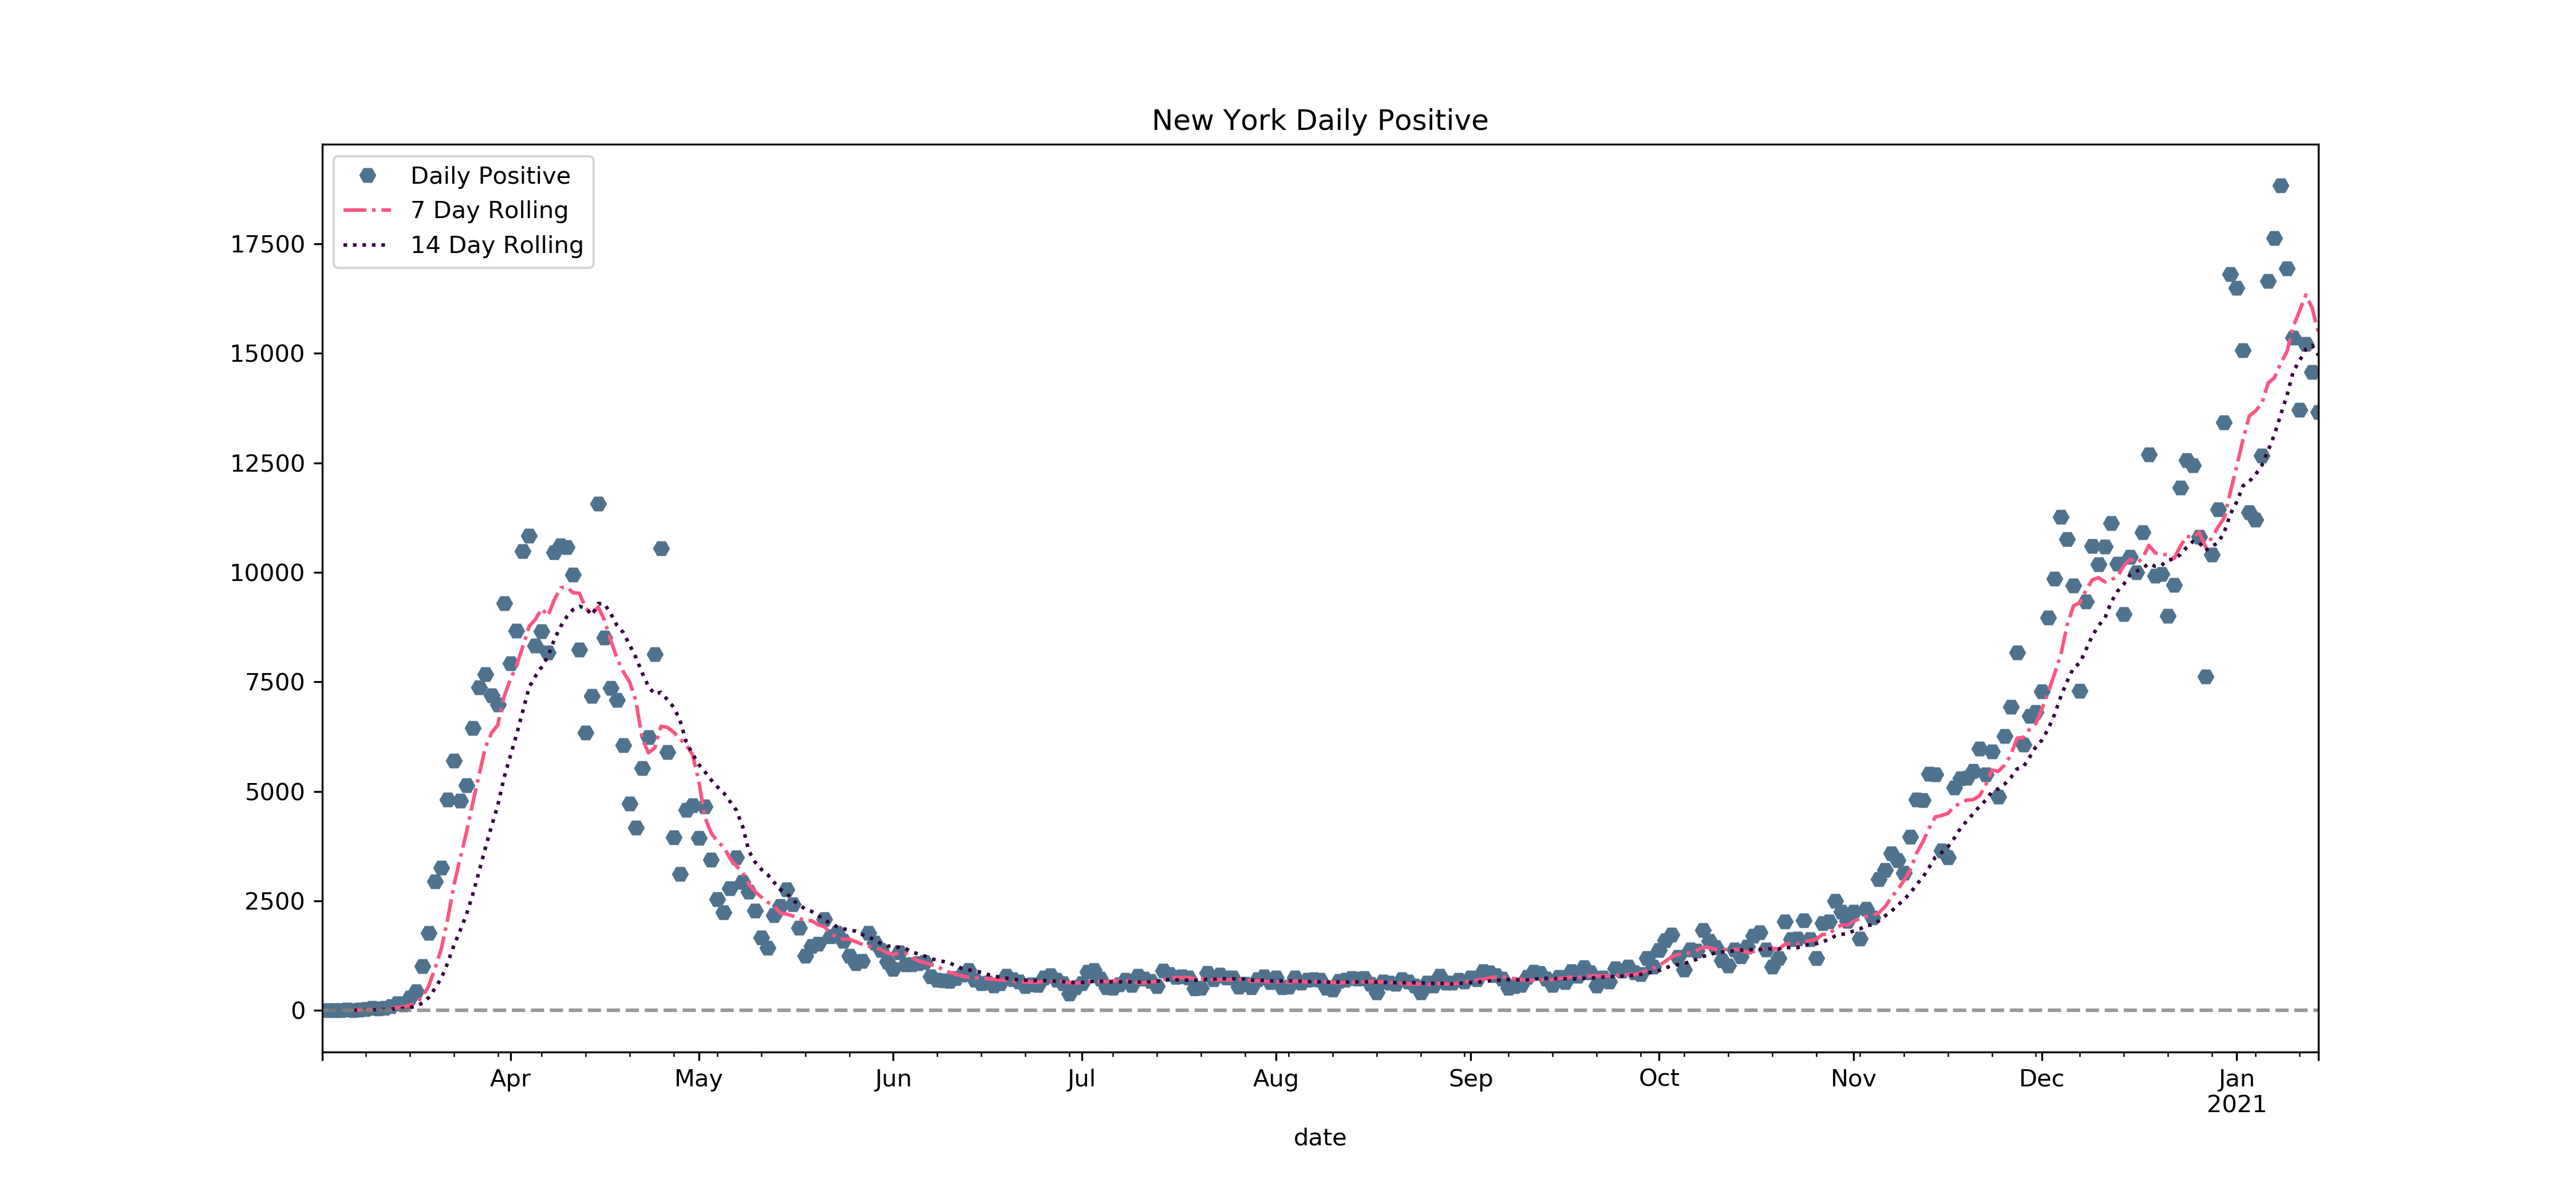 New York Daily Positive
Daily Positive
7 Day Rolling
14 Day Rolling
17500
15000
12500
10000
7500
5000
2500
0
Apr May Jun Jul Aug Sep Oct Nov Dec Jan
2021
date